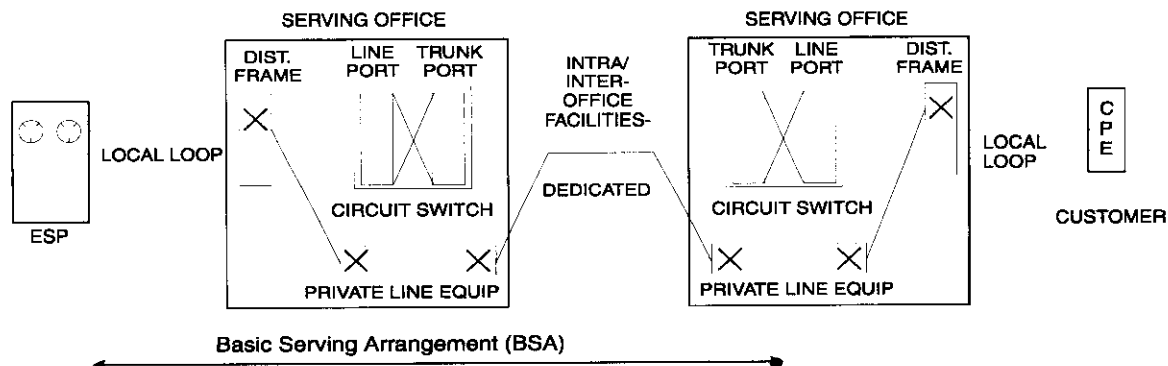 SERVING OFFICE
SERVING OFFICE
DIST.
FRAME
LINE
PORT
TRUNK
PORT
INTRA/
INTER-
OFFICE
FACILITIES-
TRUNK
PORT
LINE
PORT
DIST.
FRAME
LOCAL LOOP
DEDICATED
LOCAL
LOOP
C
P
E
CIRCUIT SWITCH
CIRCUIT SWITCH
ESP
CUSTOMER
PRIVATE LINE EQUIP
PRIVATE LINE EQUIP
Basic Serving Arrangement (BSA)